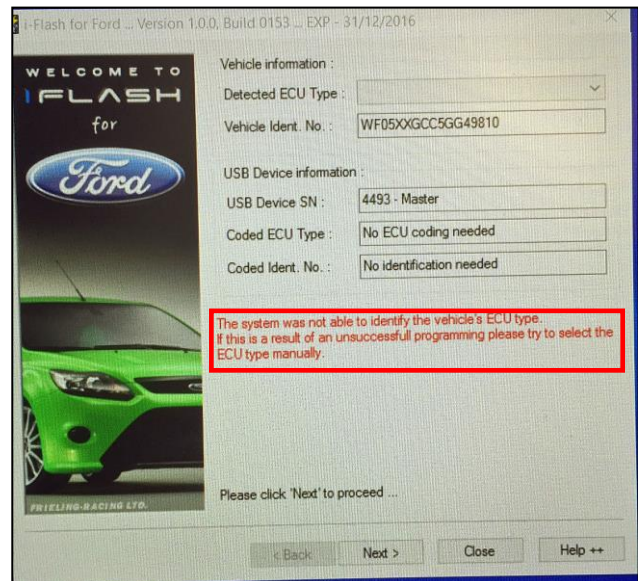 i-Flash for Ford ... Version 1.0.0, Build 0153 ... EXP - 31/12/2016
WELCOME TO
IFLASH
for
Ford
Vehicle information :
Detected ECU Type :
Vehicle Ident. No. : WF05XXGCC5GG49810
USB Device information :
USB Device SN : 4493 - Master
Coded ECU Type : No ECU coding needed
Coded Ident. No. : No identification needed
The system was not able to identify the vehicle's ECU type.
If this is a result of an unsuccessfull programming please try to select the
ECU type manually.
Please click 'Next' to proceed ...
FRIELING-RACING LTD.
< Back Next > Close Help ++